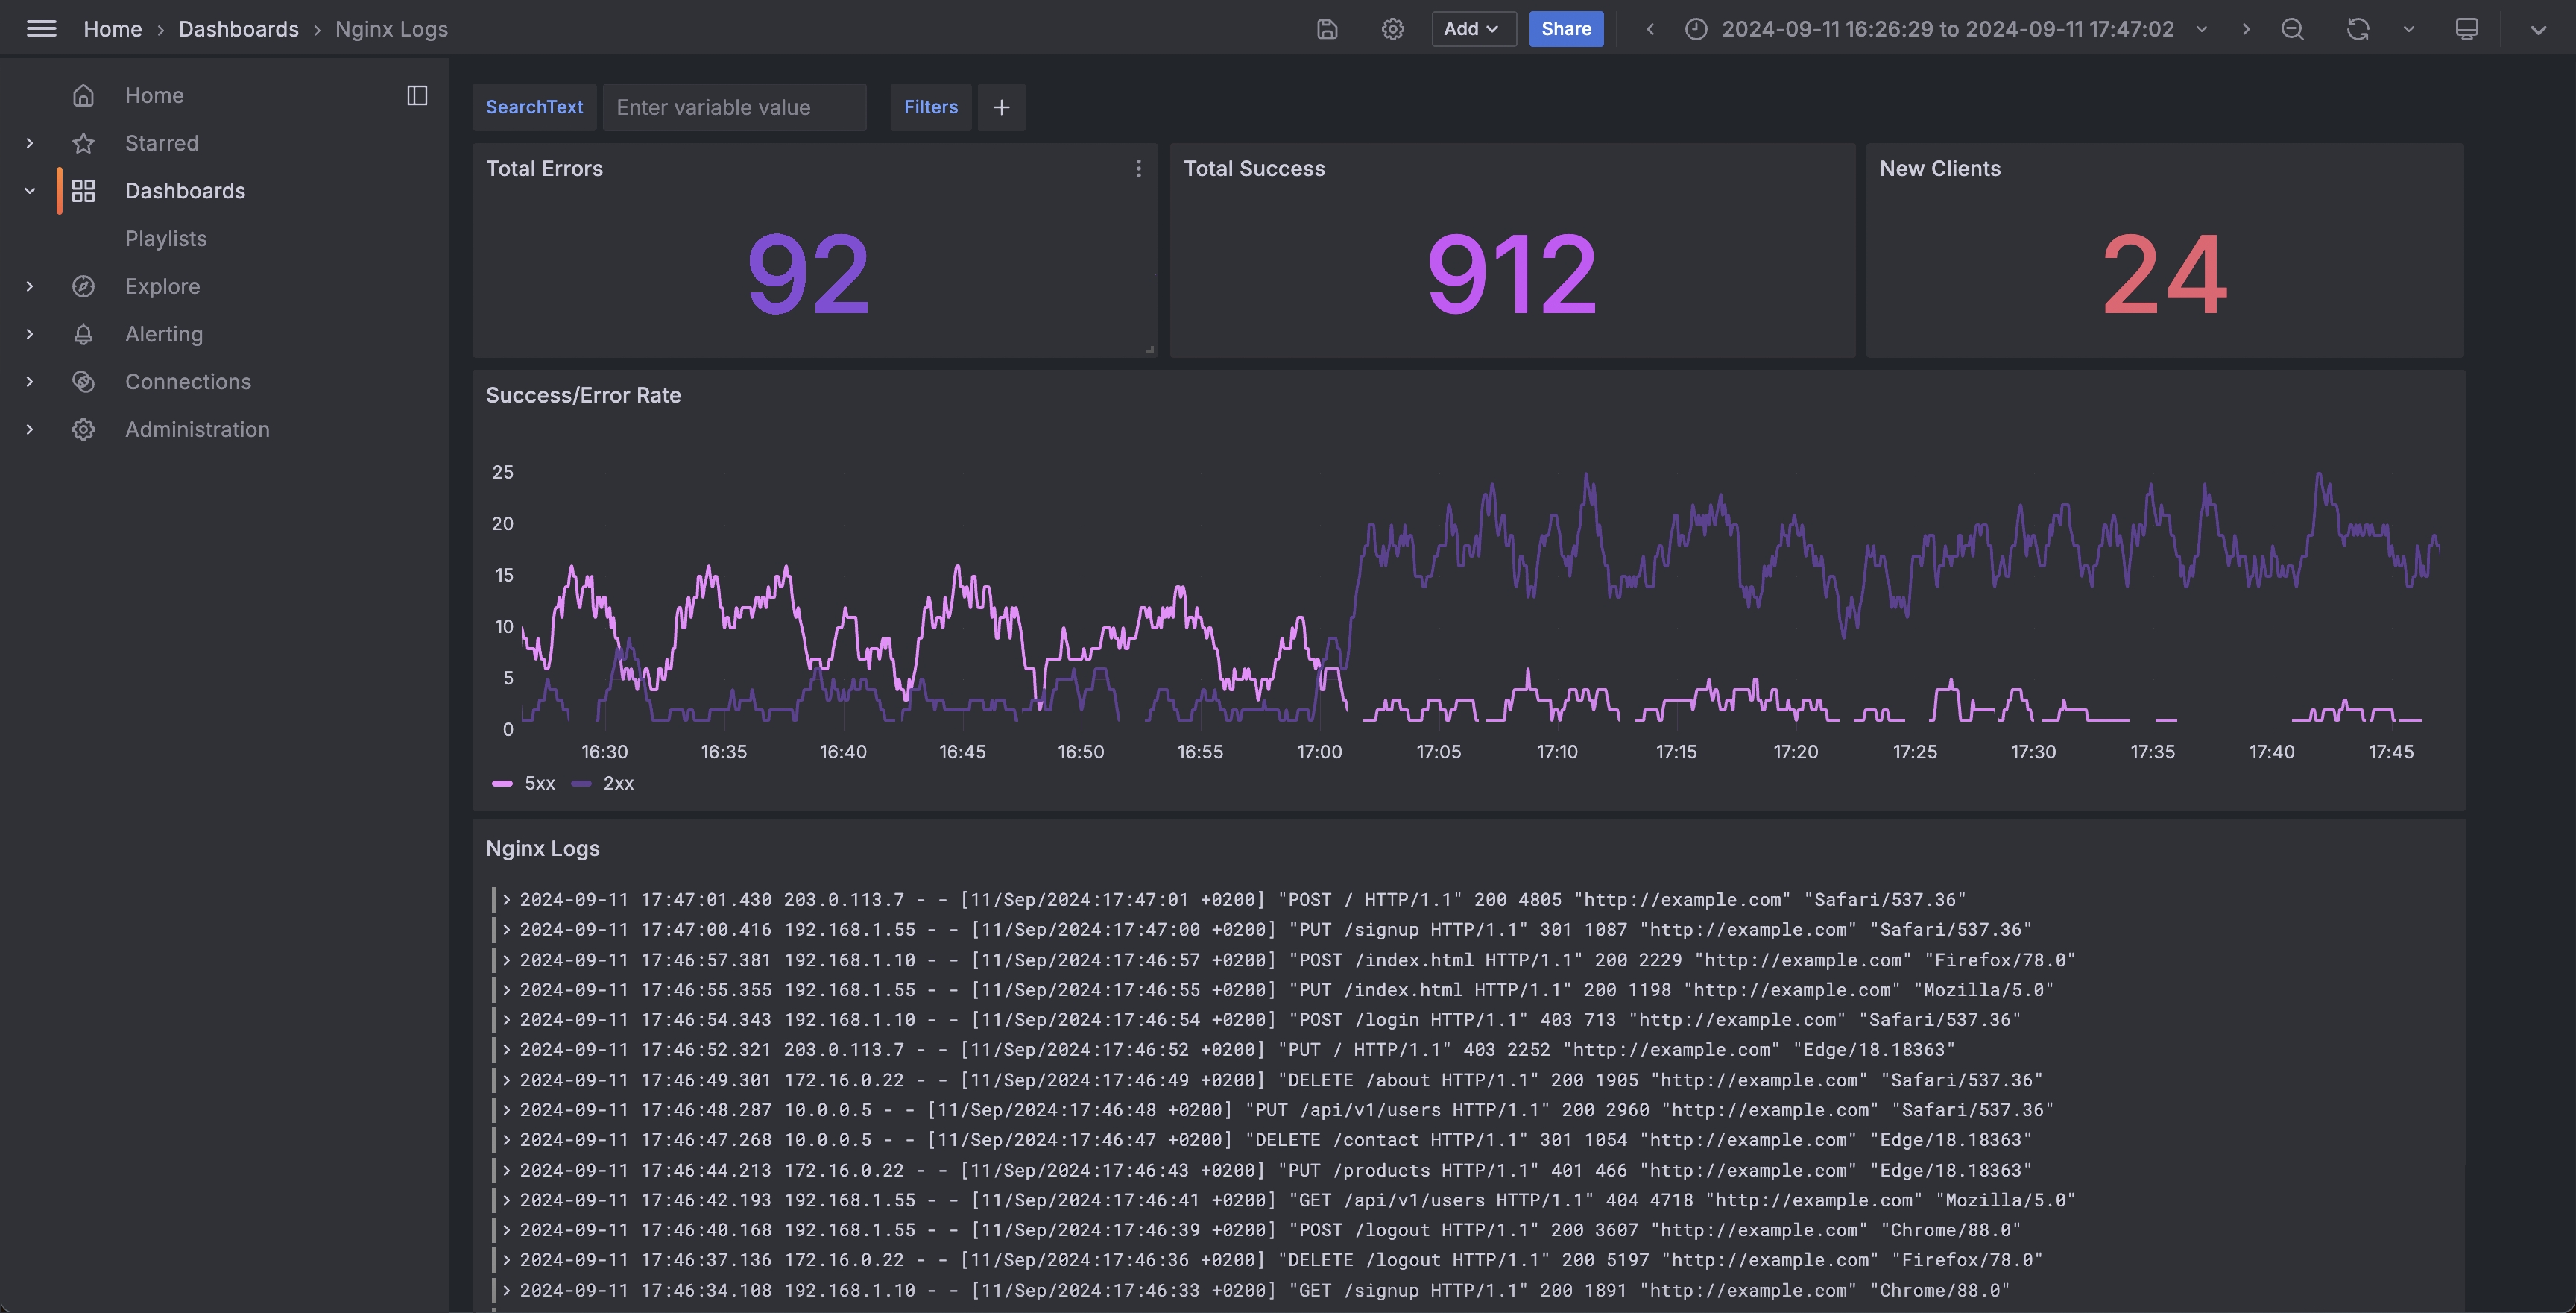 Home › Dashboards › Nginx Logs
Add
Share
2024-09-11 16:26:29 to 2024-09-11 17:47:02
Home
Starred
Dashboards
Playlists
Explore
Alerting
Connections
Administration
SearchText Enter variable value Filters +
Total Errors
92
Total Success
912
New Clients
24
Success/Error Rate
25
20
15
10
5
0
16:30 16:35 16:40 16:45 16:50 16:55 17:00 17:05 17:10 17:15 17:20 17:25 17:30 17:35 17:40 17:45
5xx 2xx
Nginx Logs
› 2024-09-11 17:47:01.430 203.0.113.7 - - [11/Sep/2024:17:47:01 +0200] "POST / HTTP/1.1" 200 4805 "http://example.com" "Safari/537.36"
› 2024-09-11 17:47:00.416 192.168.1.55 - - [11/Sep/2024:17:47:00 +0200] "PUT /signup HTTP/1.1" 301 1087 "http://example.com" "Safari/537.36"
› 2024-09-11 17:46:57.381 192.168.1.10 - - [11/Sep/2024:17:46:57 +0200] "POST /index.html HTTP/1.1" 200 2229 "http://example.com" "Firefox/78.0"
› 2024-09-11 17:46:55.355 192.168.1.55 - - [11/Sep/2024:17:46:55 +0200] "PUT /index.html HTTP/1.1" 200 1198 "http://example.com" "Mozilla/5.0"
› 2024-09-11 17:46:54.343 192.168.1.10 - - [11/Sep/2024:17:46:54 +0200] "POST /login HTTP/1.1" 403 713 "http://example.com" "Safari/537.36"
› 2024-09-11 17:46:52.321 203.0.113.7 - - [11/Sep/2024:17:46:52 +0200] "PUT / HTTP/1.1" 403 2252 "http://example.com" "Edge/18.18363"
› 2024-09-11 17:46:49.301 172.16.0.22 - - [11/Sep/2024:17:46:49 +0200] "DELETE /about HTTP/1.1" 200 1905 "http://example.com" "Safari/537.36"
› 2024-09-11 17:46:48.287 10.0.0.5 - - [11/Sep/2024:17:46:48 +0200] "PUT /api/v1/users HTTP/1.1" 200 2960 "http://example.com" "Safari/537.36"
› 2024-09-11 17:46:47.268 10.0.0.5 - - [11/Sep/2024:17:46:47 +0200] "DELETE /contact HTTP/1.1" 301 1054 "http://example.com" "Edge/18.18363"
› 2024-09-11 17:46:44.213 172.16.0.22 - - [11/Sep/2024:17:46:43 +0200] "PUT /products HTTP/1.1" 401 466 "http://example.com" "Edge/18.18363"
› 2024-09-11 17:46:42.193 192.168.1.55 - - [11/Sep/2024:17:46:41 +0200] "GET /api/v1/users HTTP/1.1" 404 4718 "http://example.com" "Mozilla/5.0"
› 2024-09-11 17:46:40.168 192.168.1.55 - - [11/Sep/2024:17:46:39 +0200] "POST /logout HTTP/1.1" 200 3607 "http://example.com" "Chrome/88.0"
› 2024-09-11 17:46:37.136 172.16.0.22 - - [11/Sep/2024:17:46:36 +0200] "DELETE /logout HTTP/1.1" 200 5197 "http://example.com" "Firefox/78.0"
› 2024-09-11 17:46:34.108 192.168.1.10 - - [11/Sep/2024:17:46:33 +0200] "GET /signup HTTP/1.1" 200 1891 "http://example.com" "Chrome/88.0"